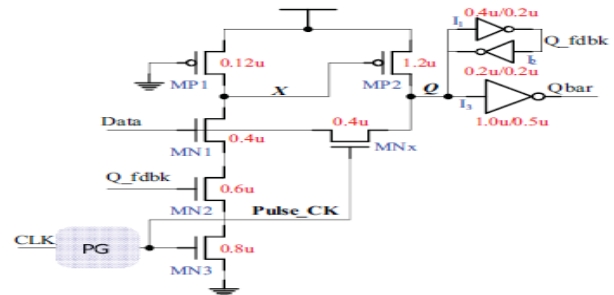 0.4u/0.2u
I₁
Q_fdbk
0.12u
1.2u
I₂
MP1
X
MP2
Q
0.2u/0.2u
Qbar
I₃
Data
0.4u
1.0u/0.5u
MN1
0.4u
MNx
Q_fdbk
0.6u
MN2
Pulse_CK
CLK
PG
0.8u
MN3